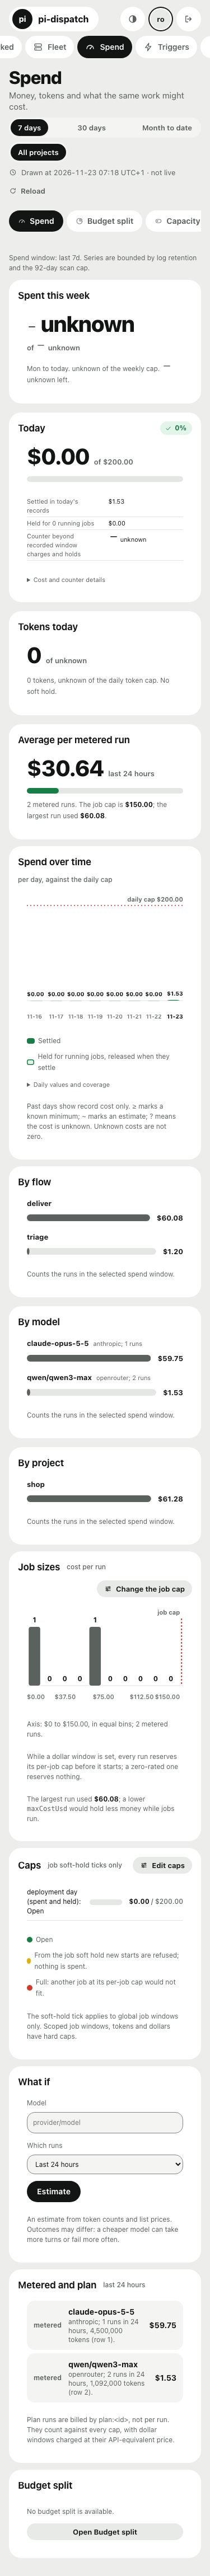 pi pi-dispatch ro
ked Fleet Spend Triggers
Spend
Money, tokens and what the same work might
cost.
7 days 30 days Month to date
All projects
Drawn at 2026-11-23 07:18 UTC+1 · not live
Reload
Spend Budget split Capacity
Spend window: last 7d. Series are bounded by log retention
and the 92-day scan cap.
Spent this week
— unknown
of — unknown
Mon to today. unknown of the weekly cap. —
unknown left.
Today 0%
$0.00 of $200.00
Settled in today's
records
$1.53
Held for 0 running jobs $0.00
Counter beyond
recorded window
charges and holds
— unknown
Cost and counter details
Tokens today
0 of unknown
0 tokens, unknown of the daily token cap. No
soft hold.
Average per metered run
$30.64 last 24 hours
2 metered runs. The job cap is $150.00; the
largest run used $60.08.
Spend over time
per day, against the daily cap
daily cap $200.00
$0.00 $0.00 $0.00 $0.00 $0.00 $0.00 $0.00 $1.53
11-16 11-17 11-18 11-19 11-20 11-21 11-22 11-23
Settled
Held for running jobs, released when they
settle
Daily values and coverage
Past days show record cost only. ≥ marks a
known minimum; ~ marks an estimate; ? means
the cost is unknown. Unknown costs are not
zero.
By flow
deliver
$60.08
triage
$1.20
Counts the runs in the selected spend window.
By model
claude-opus-5-5 anthropic; 1 runs
$59.75
qwen/qwen3-max openrouter; 2 runs
$1.53
Counts the runs in the selected spend window.
By project
shop
$61.28
Counts the runs in the selected spend window.
Job sizes cost per run
Change the job cap
job cap
1 0 0 0 1 0 0 0 0 0
$0.00 $37.50 $75.00 $112.50 $150.00
Axis: $0 to $150.00, in equal bins; 2 metered
runs.
While a dollar window is set, every run reserves
its per-job cap before it starts; a zero-rated one
reserves nothing.
The largest run used $60.08; a lower
maxCostUsd would hold less money while jobs
run.
Caps job soft-hold ticks only Edit caps
deployment day
(spent and held):
Open
$0.00 / $200.00
Open
From the job soft hold new starts are refused;
nothing is spent.
Full: another job at its per-job cap would not
fit.
The soft-hold tick applies to global job windows
only. Scoped job windows, tokens and dollars
have hard caps.
What if
Model
provider/model
Which runs
Last 24 hours
Estimate
An estimate from token counts and list prices.
Outcomes may differ: a cheaper model can take
more turns or fail more often.
Metered and plan last 24 hours
metered
claude-opus-5-5
anthropic; 1 runs in 24
hours, 4,500,000
tokens (row 1).
$59.75
metered
qwen/qwen3-max
openrouter; 2 runs in 24
hours, 1,092,000 tokens
(row 2).
$1.53
Plan runs are billed by plan:<id>, not per run.
They count against every cap, with dollar
windows charged at their API-equivalent price.
Budget split
No budget split is available.
Open Budget split